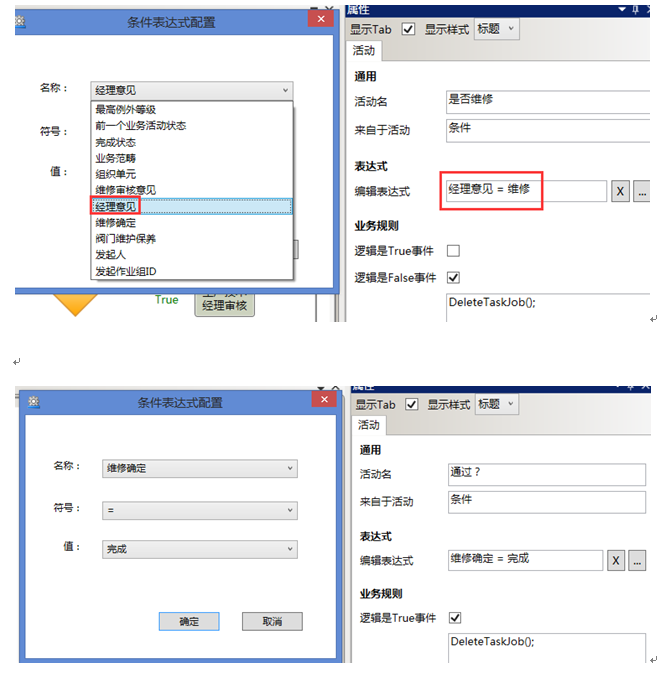 条件表达式配置
名称：
经理意见
最高例外等级
前一个业务活动状态
完成状态
业务范畴
组织单元
维修审核意见
经理意见
维修确定
阀门维护保养
发起人
发起作业组ID
符号：
值：
True
经理审核
属性
显示Tab
显示样式
标题
活动
通用
活动名
是否维修
来自于活动
条件
表达式
编辑表达式
经理意见 = 维修
X
...
业务规则
逻辑是True事件
逻辑是False事件
DeleteTaskJob();
条件表达式配置
名称：
维修确定
符号：
=
值：
完成
确定
取消
显示Tab
显示样式
标题
活动
通用
活动名
通过？
来自于活动
条件
表达式
编辑表达式
维修确定 = 完成
X
...
业务规则
逻辑是True事件
DeleteTaskJob();